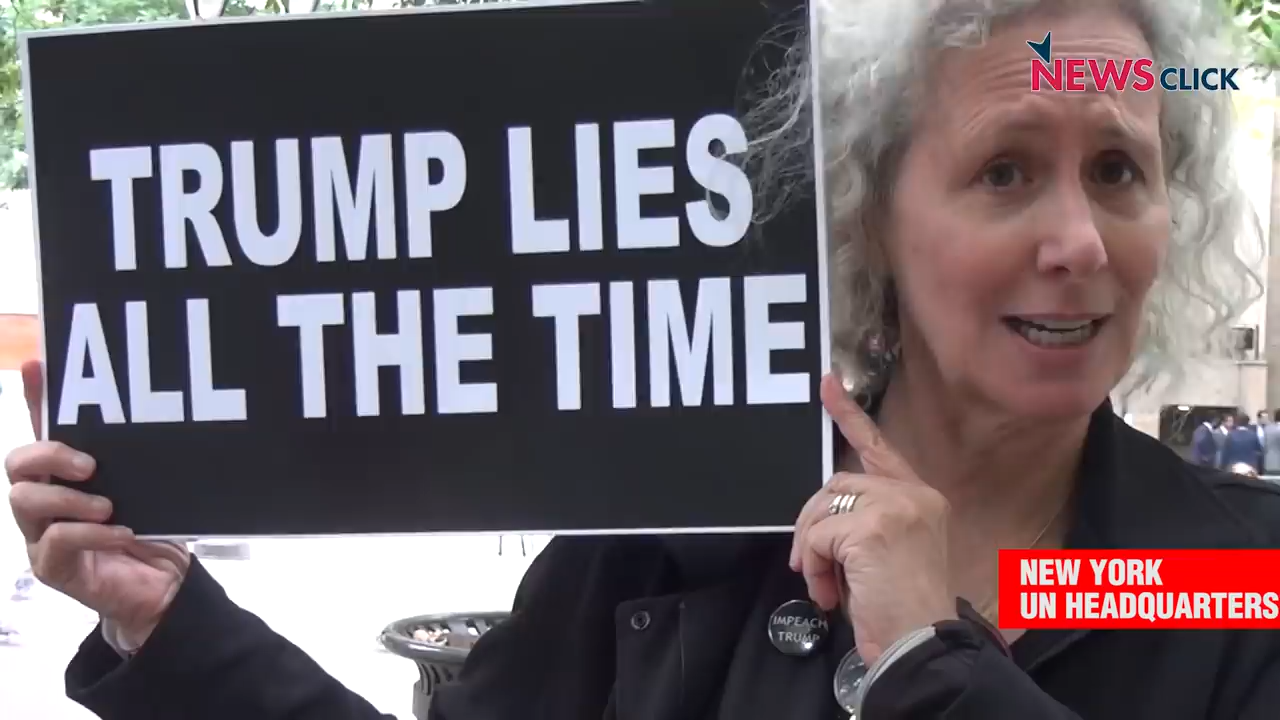 TRUMP LIES
ALL THE TIME
NEWSCLICK
IMPEACH
TRUMP
NEW YORK
UN HEADQUARTERS